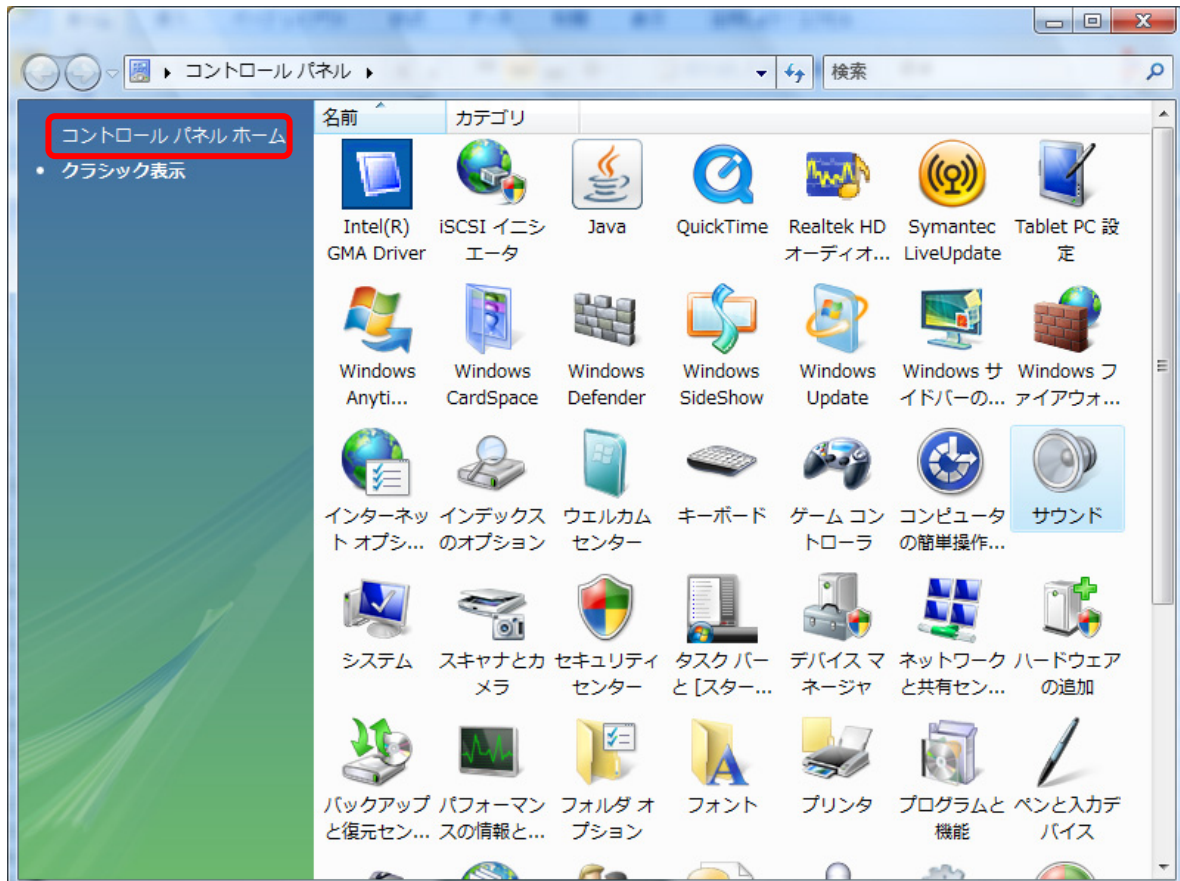 コントロール パネル
検索
コントロール パネル ホーム
クラシック表示
名前 カテゴリ
Intel(R)
GMA Driver
iSCSI イニシ
エータ
Java
QuickTime
Realtek HD
オーディオ...
Symantec
LiveUpdate
Tablet PC 設
定
Windows
Anyti...
Windows
CardSpace
Windows
Defender
Windows
SideShow
Windows
Update
Windows サ
イドバーの...
Windows フ
ァイアウォ...
インターネッ
ト オプシ...
インデックス
のオプション
ウェルカム
センター
キーボード
ゲーム コン
トローラ
コンピュータ
の簡単操作...
サウンド
システム
スキャナとカ
メラ
セキュリティ
センター
タスク バー
と [スター...
デバイス マ
ネージャ
ネットワーク
と共有セン...
ハードウェア
の追加
バックアップ
と復元セン...
パフォーマン
スの情報と...
フォルダ オ
プション
フォント
プリンタ
プログラムと
機能
ペンと入力デ
バイス